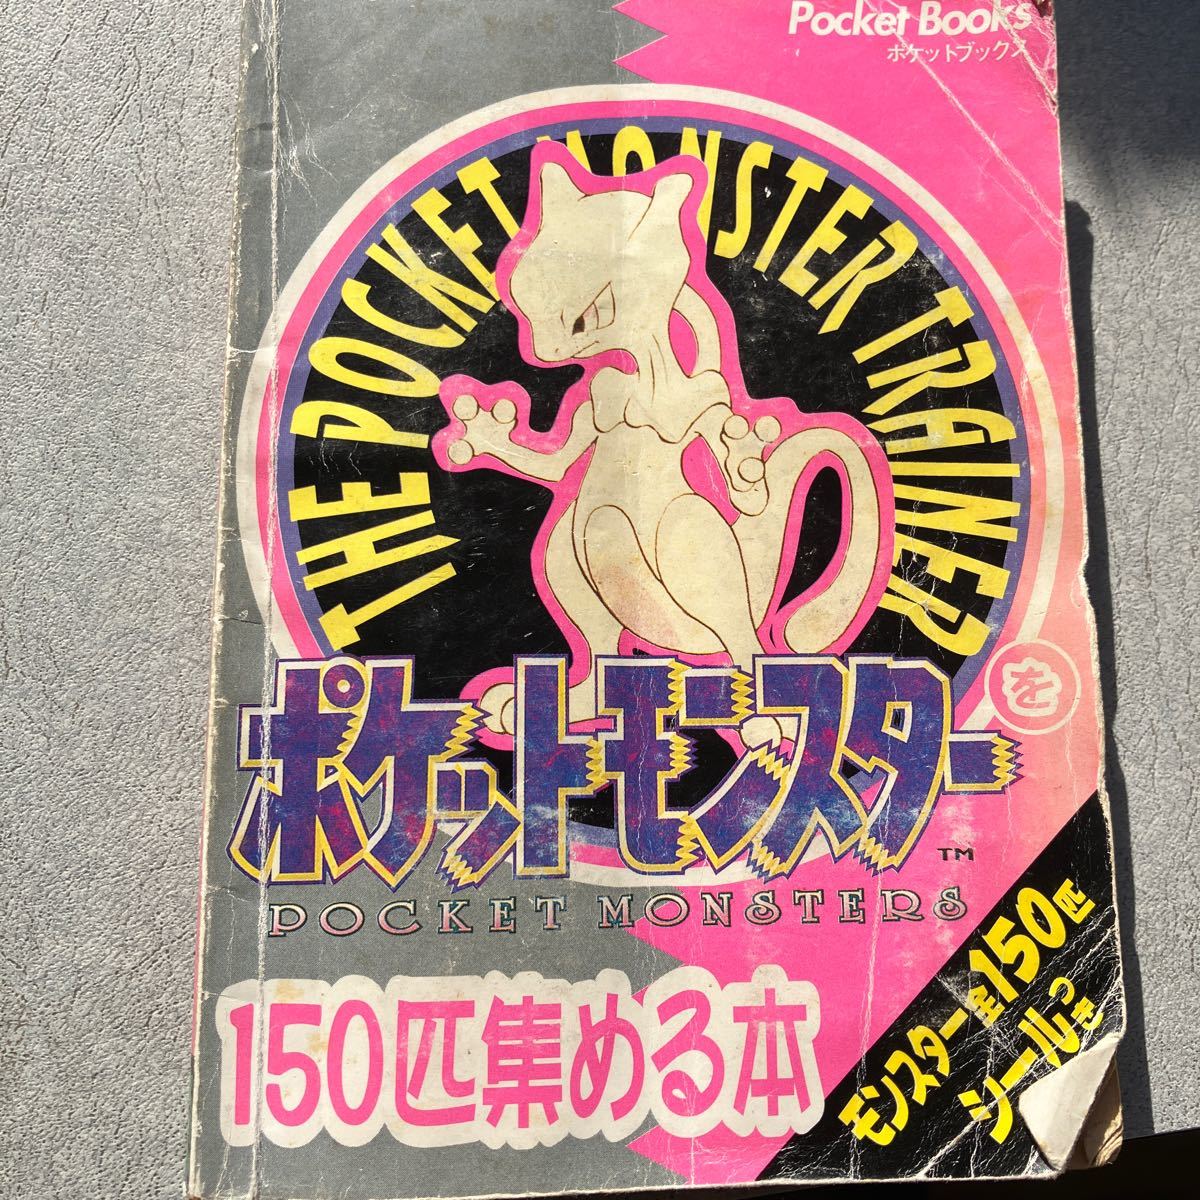 Pocket Books
ポケットブックス
THE POCKET MONSTER TRAINER
ポケットモンスター
を
TM
POCKET MONSTERS
150匹集める本
モンスター全150匹
シールつき